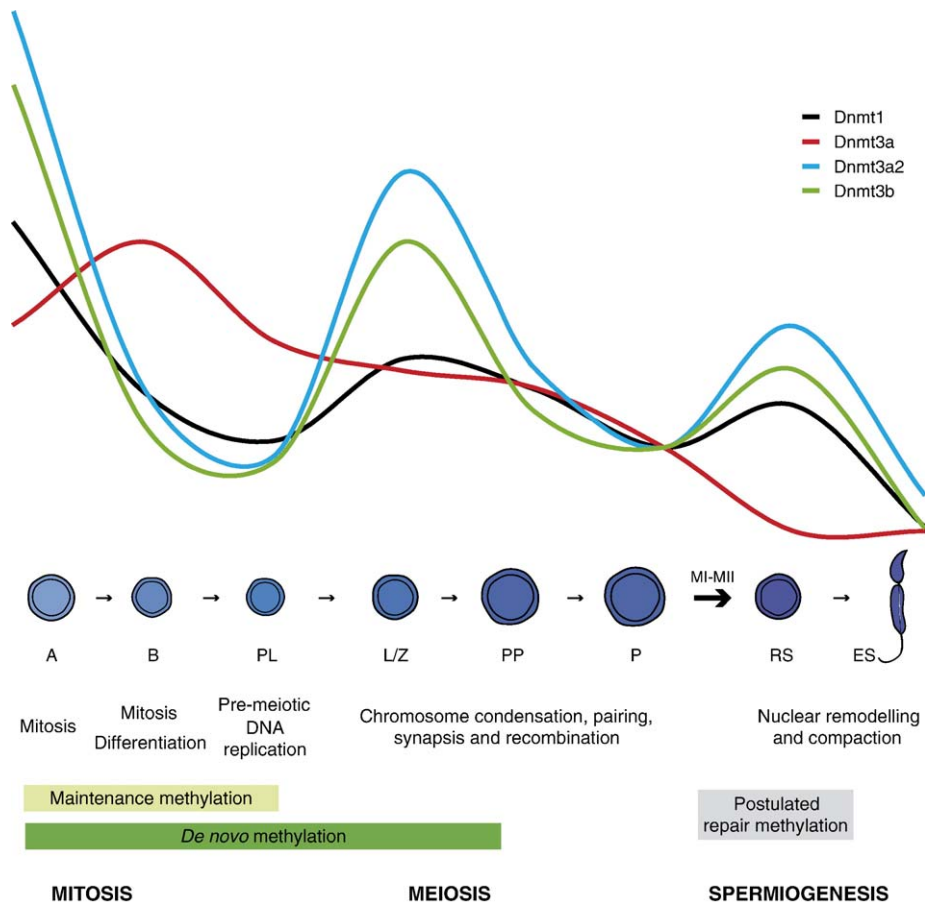 Dnmt1
Dnmt3a
Dnmt3a2
Dnmt3b
MI-MII
A
B
PL
L/Z
PP
P
RS
ES
Mitosis
Mitosis
Differentiation
Pre-meiotic
DNA
replication
Chromosome condensation, pairing,
synapsis and recombination
Nuclear remodelling
and compaction
Maintenance methylation
De novo methylation
Postulated
repair methylation
MITOSIS
MEIOSIS
SPERMIOGENESIS